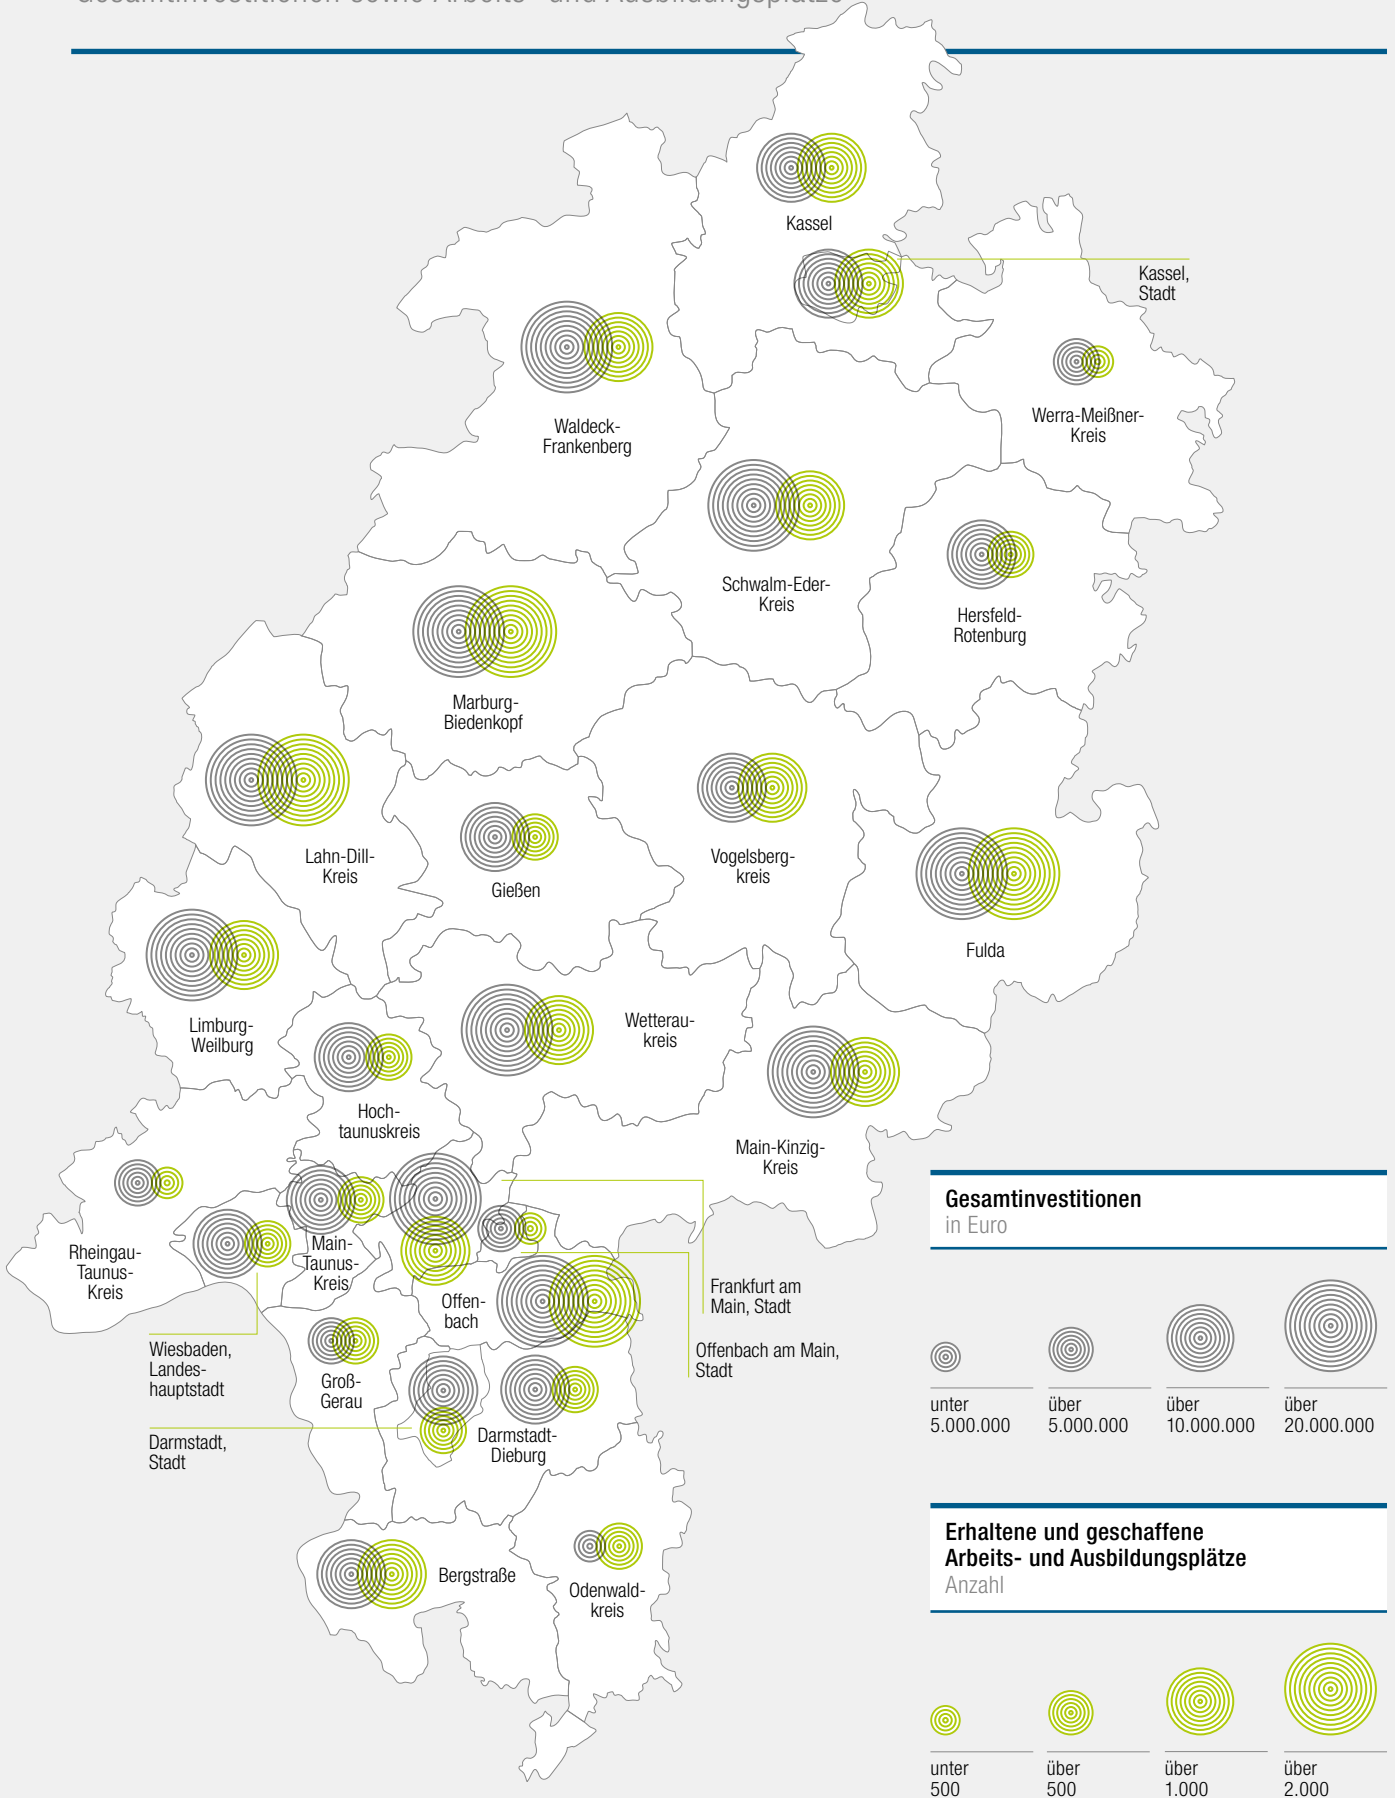 Gesamtinvestitionen sowie Arbeits- und Ausbildungsplätze
Kassel
Kassel,
Stadt
Waldeck-
Frankenberg
Werra-Meißner-
Kreis
Schwalm-Eder-
Kreis
Hersfeld-
Rotenburg
Marburg-
Biedenkopf
Lahn-Dill-
Kreis
Gießen
Vogelsberg-
kreis
Fulda
Limburg-
Weilburg
Wetterau-
kreis
Hoch-
taunuskreis
Main-Kinzig-
Kreis
Rheingau-
Taunus-
Kreis
Main-
Taunus-
Kreis
Offen-
bach
Frankfurt am
Main, Stadt
Offenbach am Main,
Stadt
Wiesbaden,
Landes-
hauptstadt
Groß-
Gerau
Darmstadt,
Stadt
Darmstadt-
Dieburg
Bergstraße
Odenwald-
kreis
Gesamtinvestitionen
in Euro
unter
5.000.000
über
5.000.000
über
10.000.000
über
20.000.000
Erhaltene und geschaffene
Arbeits- und Ausbildungsplätze
Anzahl
unter
500
über
500
über
1.000
über
2.000